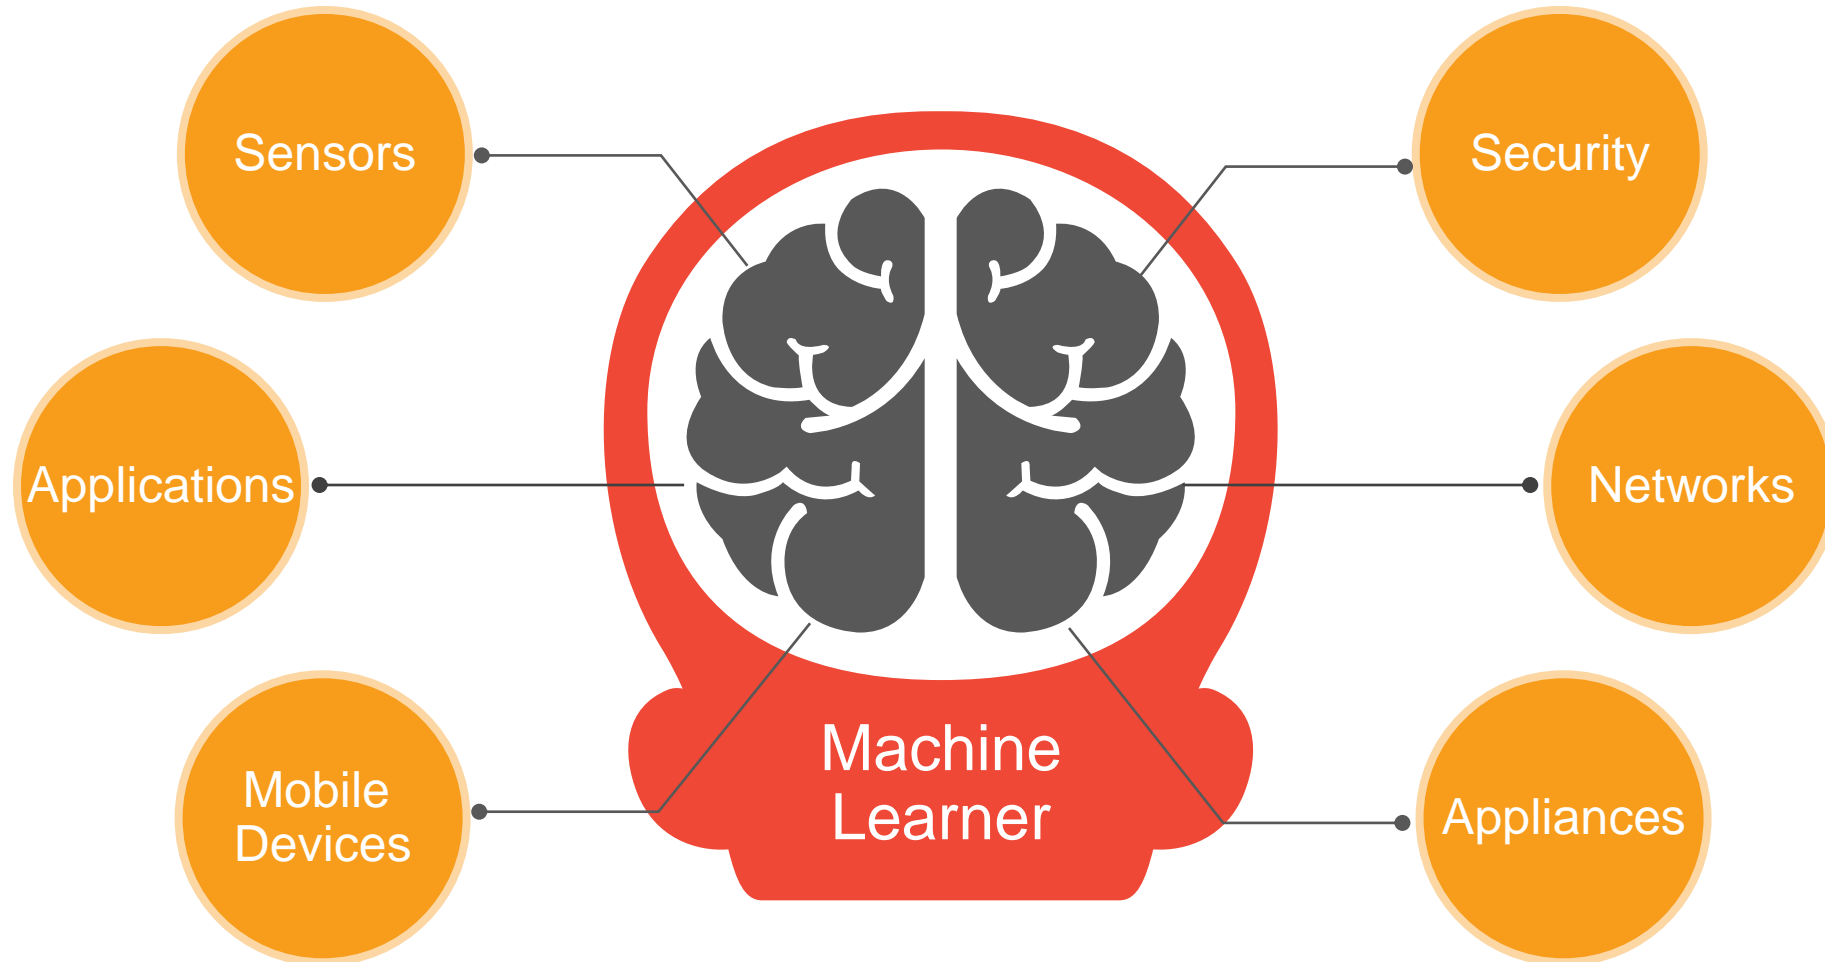 Sensors
Security
Applications
Networks
Mobile
Devices
Machine
Learner
Appliances